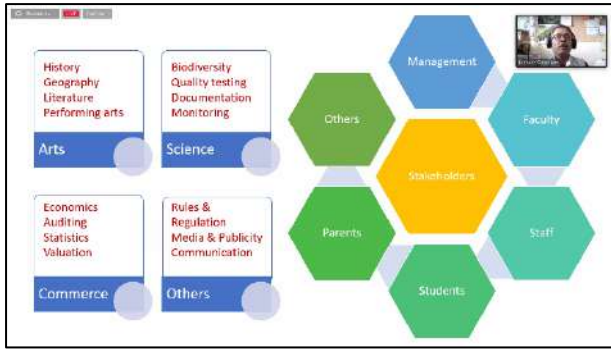 History
Geography
Literature
Performing arts
Arts
Biodiversity
Quality testing
Documentation
Monitoring
Science
Economics
Auditing
Statistics
Valuation
Commerce
Rules &
Regulation
Media & Publicity
Communication
Others
Management
Others
Faculty
Stakeholders
Parents
Staff
Students